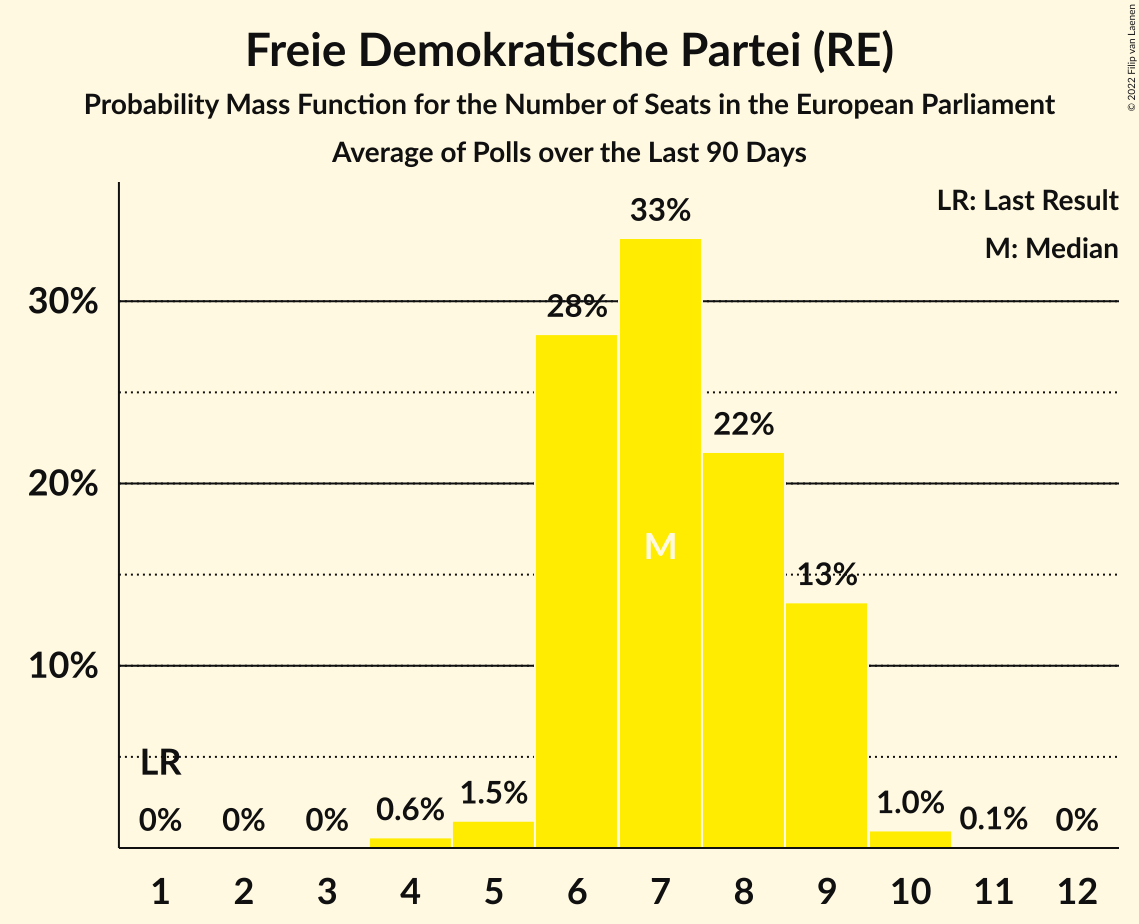 Freie Demokratische Partei (RE)
Probability Mass Function for the Number of Seats in the European Parliament
Average of Polls over the Last 90 Days
© 2022 Filip van Laenen
LR: Last Result
M: Median
33%
30%
28%
22%
20%
M
13%
10%
LR
0%
0%
0%
0.6%
1.5%
1.0%
0.1%
0%
1 2 3 4 5 6 7 8 9 10 11 12